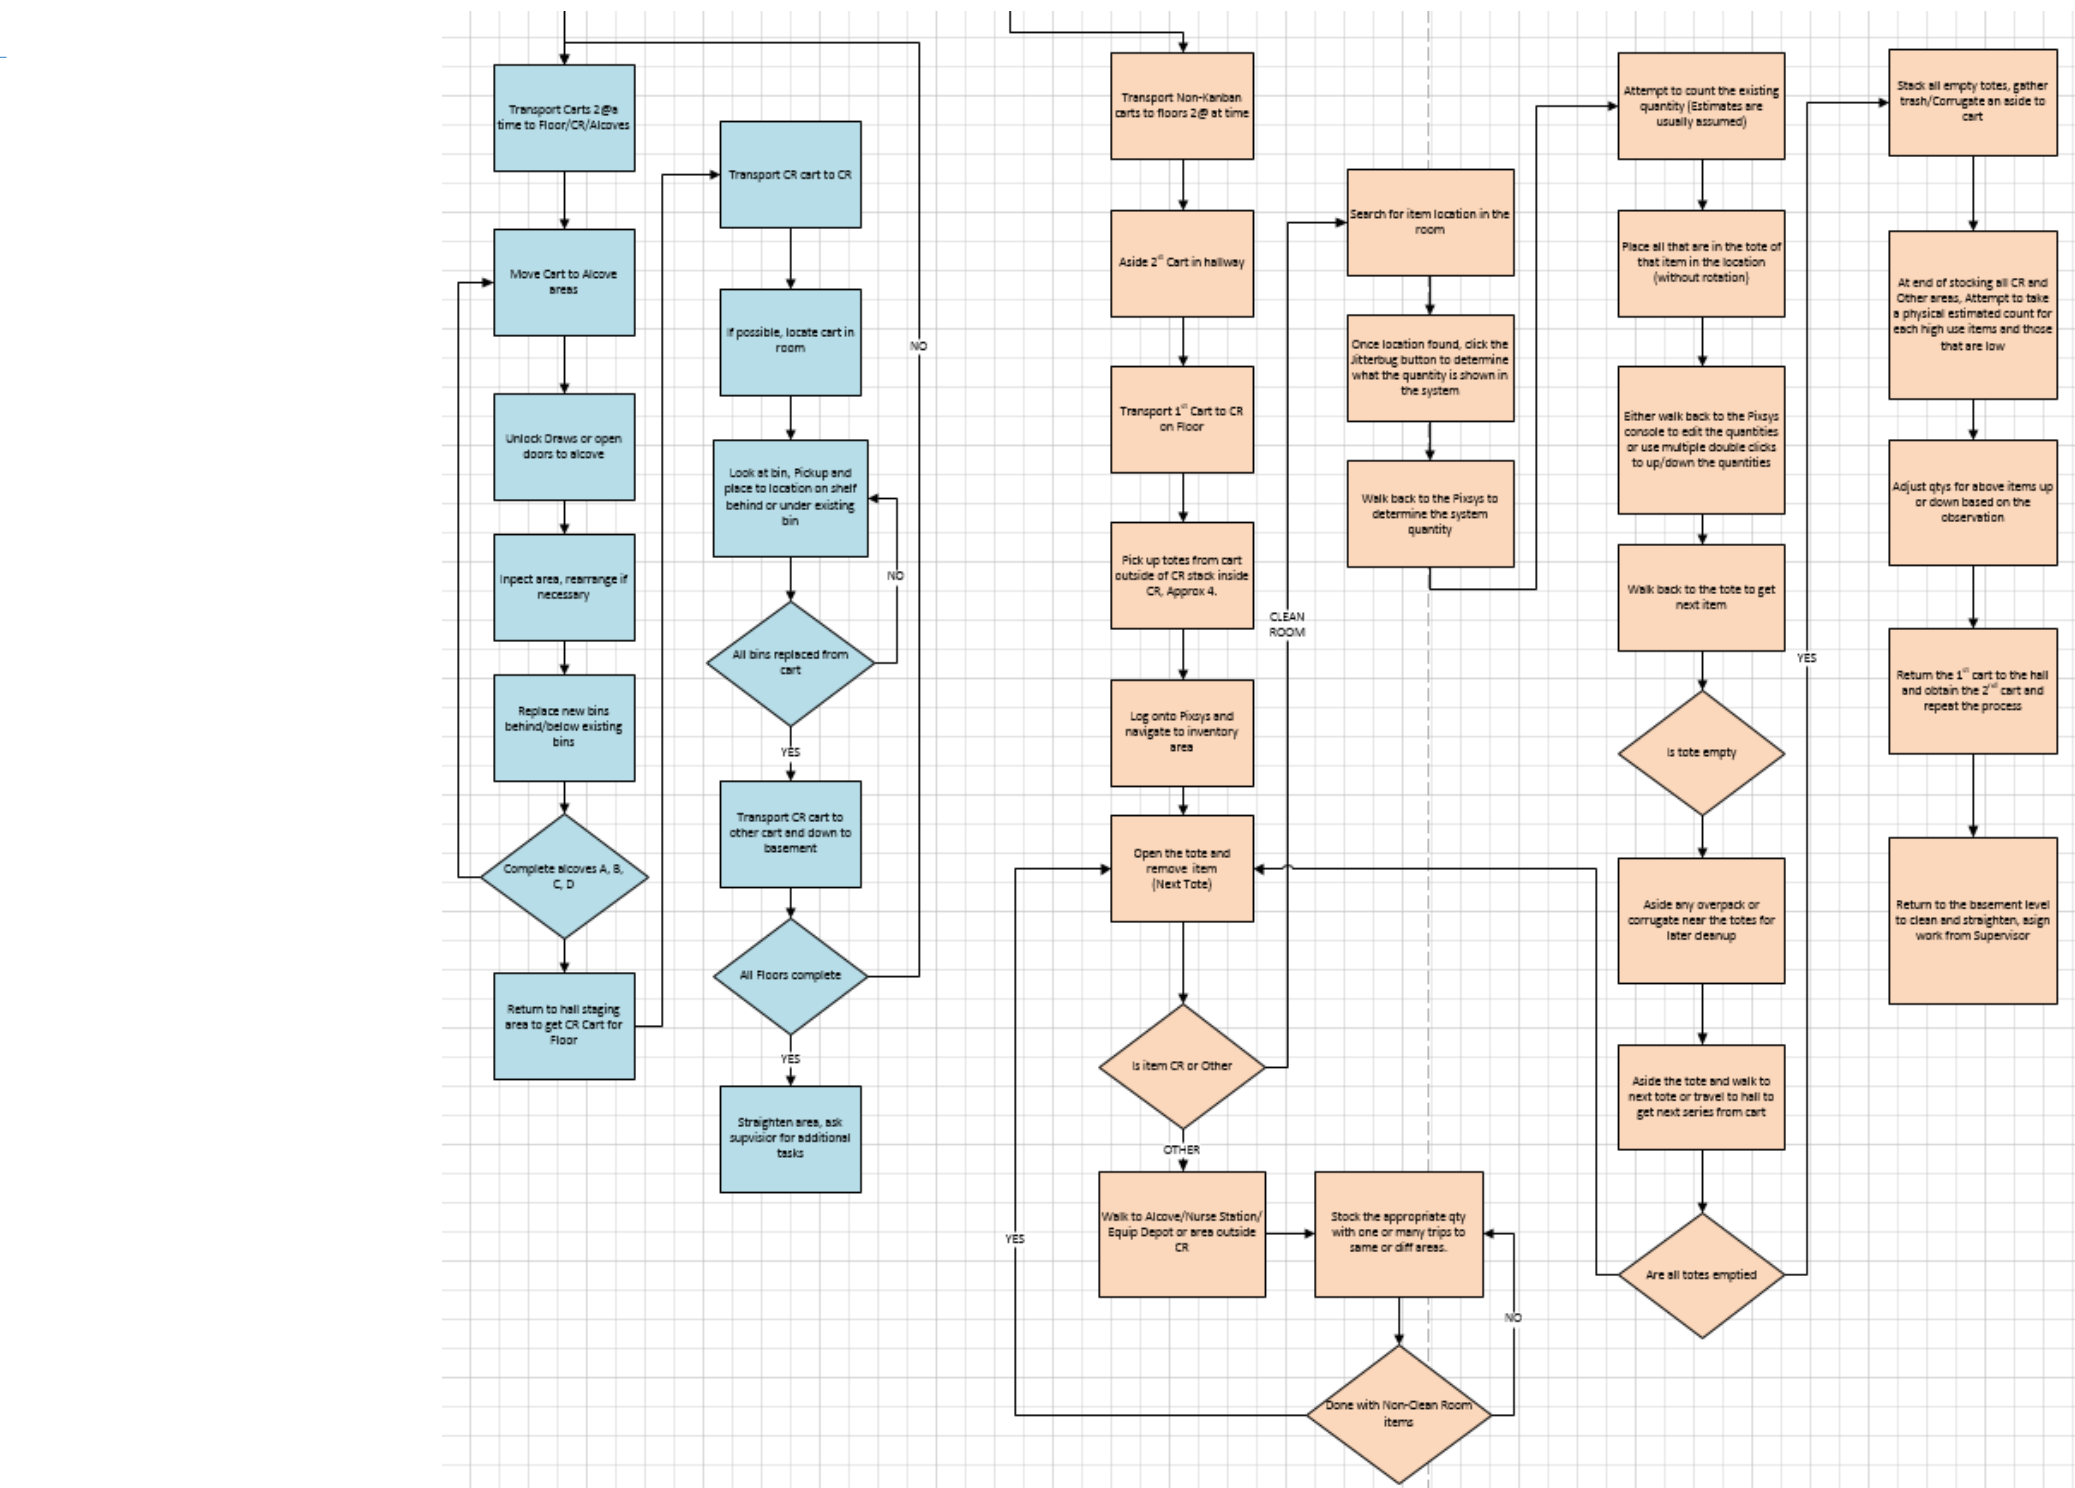 Transport Carts 2@a
time to Floor/CR/Alcoves
Move Cart to Alcove
areas
Unlock Draws or open
doors to alcove
Inpect area, rearrange if
necessary
Replace new bins
behind/below existing
bins
Complete alcoves A, B,
C, D
Return to hall staging
area to get CR Cart for
Floor
Transport CR cart to CR
If possible, locate cart in
room
Look at bin, Pickup and
place to location on shelf
behind or under existing
bin
NO
All bins replaced from
cart
YES
Transport CR cart to
other cart and down to
basement
All Floors complete
NO
YES
Straighten area, ask
supvisior for additional
tasks
Transport Non-Kanban
carts to floors 2@ at time
Aside 2st Cart in hallway
Transport 1st Cart to CR
on Floor
Pick up totes from cart
outside of CR stack inside
CR, Approx 4.
Log onto Pixsys and
navigate to inventory
area
Open the tote and
remove item
(Next Tote)
Is item CR or Other
CLEAN
ROOM
OTHER
Walk to Alcove/Nurse Station/
Equip Depot or area outside
CR
Stock the appropriate qty
with one or many trips to
same or diff areas.
NO
Done with Non-Clean Room
items
YES
Search for item location in the
room
Once location found, click the
Jitterbug button to determine
what the quantity is shown in
the system
Walk back to the Pixsys to
determine the system
quantity
Attempt to count the existing
quantity (Estimates are
usually assumed)
Place all that are in the tote of
that item in the location
(without rotation)
Either walk back to the Pixsys
console to edit the quantities
or use multiple double clicks
to up/down the quantities
Walk back to the tote to get
next item
Is tote empty
Aside any overpack or
corrugate near the totes for
later cleanup
Aside the tote and walk to
next tote or travel to hall to
get next series from cart
Are all totes emptied
YES
Stack all empty totes, gather
trash/Corrugate an aside to
cart
At end of stocking all CR and
Other areas, Attempt to take
a physical estimated count for
each high use items and those
that are low
Adjust qtys for above items up
or down based on the
observation
Return the 1st cart to the hall
and obtain the 2nd cart and
repeat the process
Return to the basement level
to clean and straighten, asign
work from Supervisor